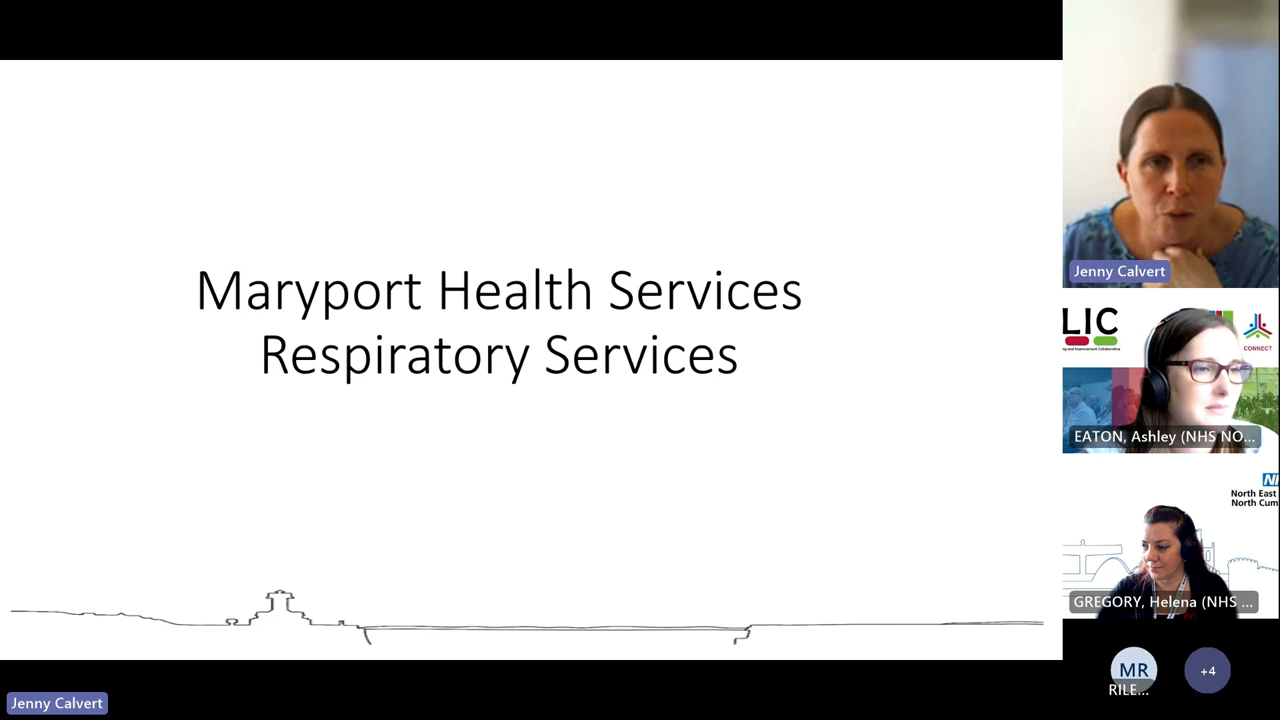 Maryport Health Services
Respiratory Services
Jenny Calvert
LIC
CONNECT
EATON, Ashley (NHS NO...
North East
North Cum
GREGORY, Helena (NHS ...
MR
+4
RILE...
Jenny Calvert